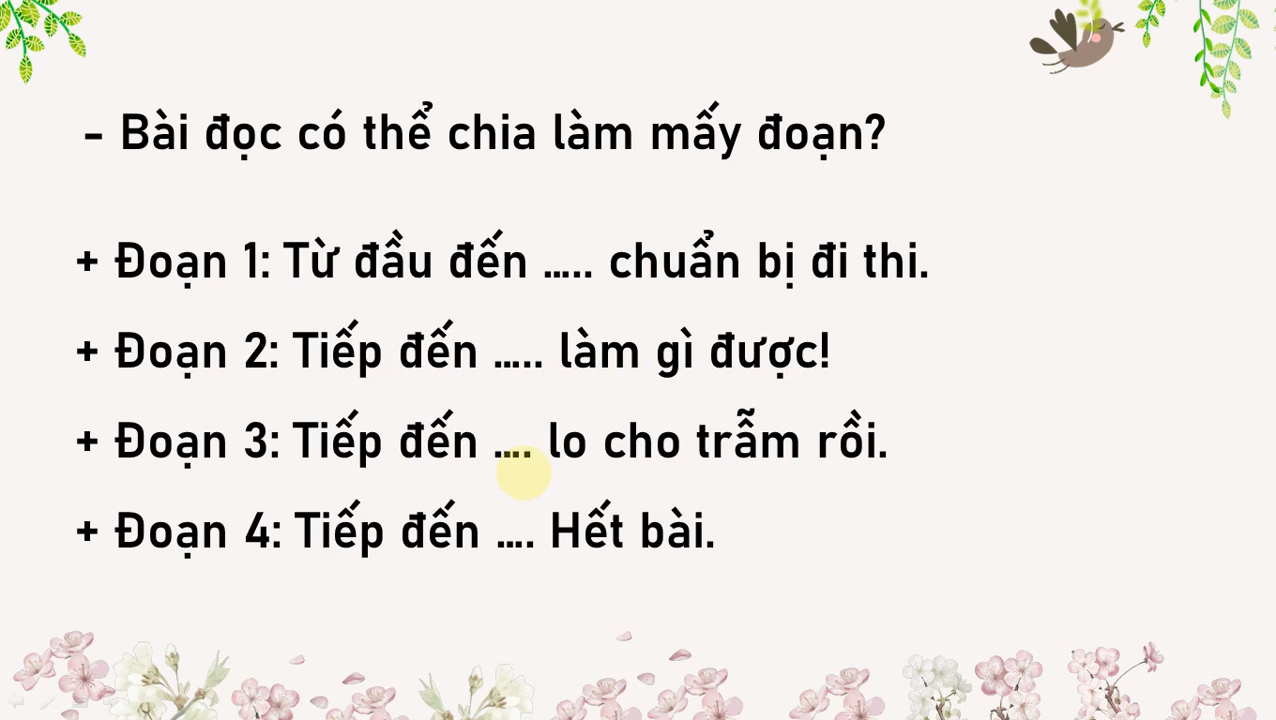 - Bài đọc có thể chia làm mấy đoạn?
+ Đoạn 1: Từ đầu đến ..... chuẩn bị đi thi.
+ Đoạn 2: Tiếp đến ..... làm gì được!
+ Đoạn 3: Tiếp đến .... lo cho trẫm rồi.
+ Đoạn 4: Tiếp đến .... Hết bài.